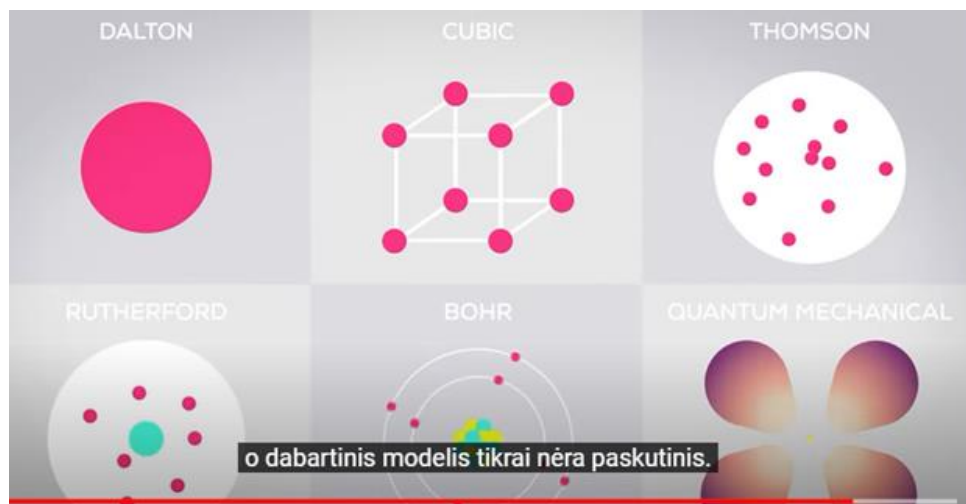 DALTON
CUBIC
THOMSON
RUTHERFORD
BOHR
QUANTUM MECHANICAL
o dabartinis modelis tikrai nėra paskutinis.